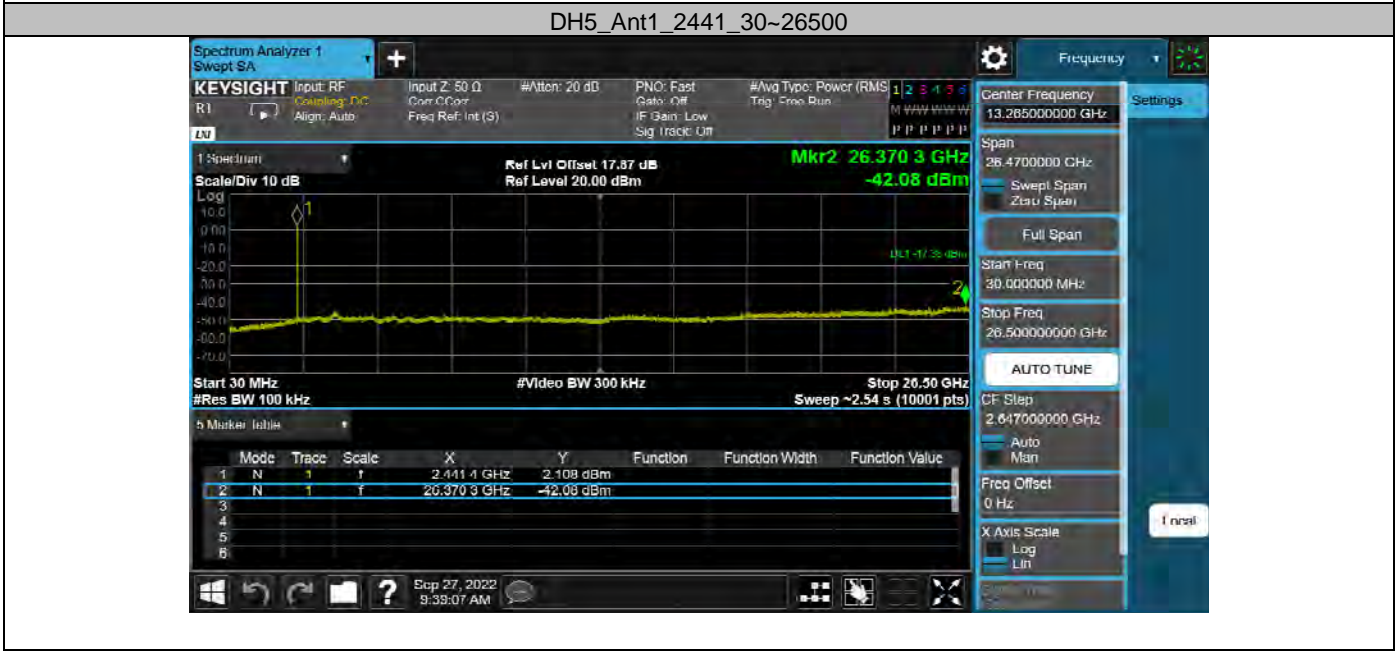 DH5_Ant1_2441_30~26500
Spectrum Analyzer 1
Swept SA
+
Frequency
KEYSIGHT
R1
LXI
Input: RF
Coupling: DC
Align: Auto
Input Z: 50 Ω
Corr CCorr
Freq Ref: Int (S)
#Atten: 20 dB
PNO: Fast
Gate: Off
IF Gain: Low
Sig Track: Off
#Avg Type: Power (RMS
Trig: Free Run
1 2 3 4 5 6
M W W W W W
P P P P P P
Center Frequency
13.265000000 GHz
Settings
Span
26.4700000 GHz
Swept Span
Zero Span
Full Span
Start Freq
30.000000 MHz
Stop Freq
26.500000000 GHz
AUTO TUNE
CF Step
2.647000000 GHz
Auto
Man
Freq Offset
0 Hz
X Axis Scale
Log
Lin
Local
1 Spectrum
Scale/Div 10 dB
Ref Lvl Offset 17.87 dB
Ref Level 20.00 dBm
Mkr2 26.370 3 GHz
-42.08 dBm
Log
10.0
0.00
-10.0
-20.0
-30.0
-40.0
-50.0
-60.0
-70.0
1
2
Start 30 MHz
#Res BW 100 kHz
#Video BW 300 kHz
Stop 26.50 GHz
Sweep ~2.54 s (10001 pts)
5 Marker Table
Mode Trace Scale X Y Function Function Width Function Value
1 N 1 f 2.441 4 GHz 2.108 dBm
2 N 1 f 26.370 3 GHz -42.08 dBm
3
4
5
6
?
Sep 27, 2022
9:39:07 AM